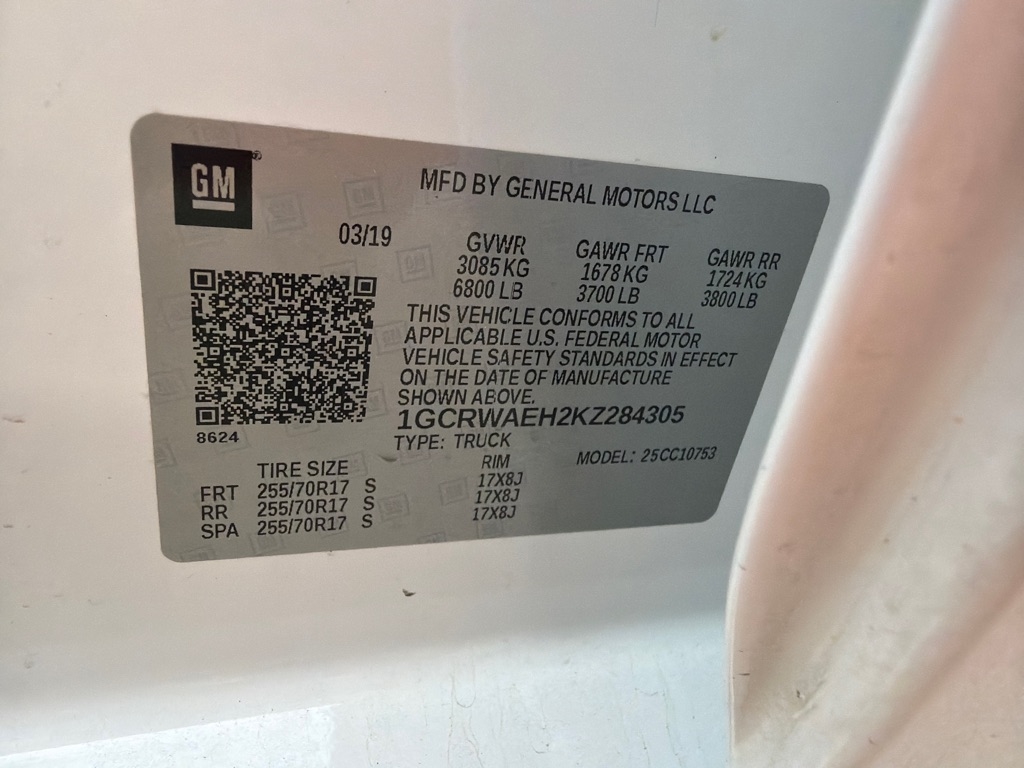 GM
MFD BY GENERAL MOTORS LLC
03/19
GVWR GAWR FRT GAWR RR
3085 KG 1678 KG 1724 KG
6800 LB 3700 LB 3800 LB
THIS VEHICLE CONFORMS TO ALL
APPLICABLE U.S. FEDERAL MOTOR
VEHICLE SAFETY STANDARDS IN EFFECT
ON THE DATE OF MANUFACTURE
SHOWN ABOVE.
1GCRWAEH2KZ284305
8624
TYPE: TRUCK MODEL: 25CC10753
TIRE SIZE RIM
FRT 255/70R17 S 17X8J
RR 255/70R17 S 17X8J
SPA 255/70R17 S 17X8J